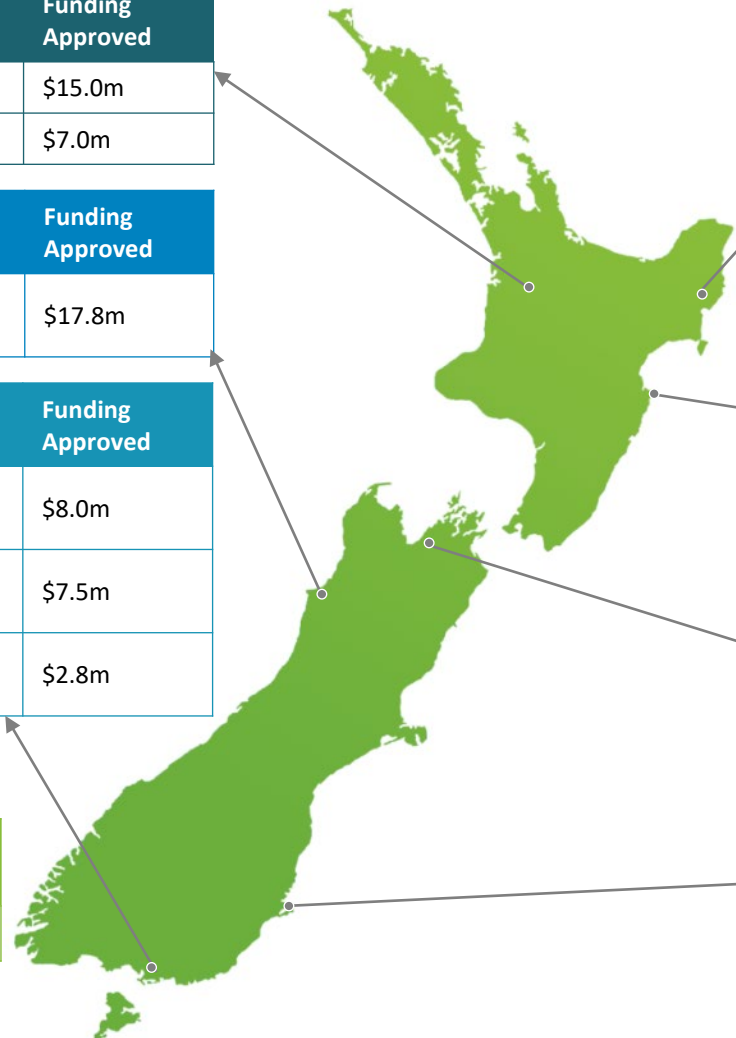 Funding
Approved
$15.0m
$7.0m
Funding
Approved
$17.8m
Funding
Approved
$8.0m
$7.5m
$2.8m